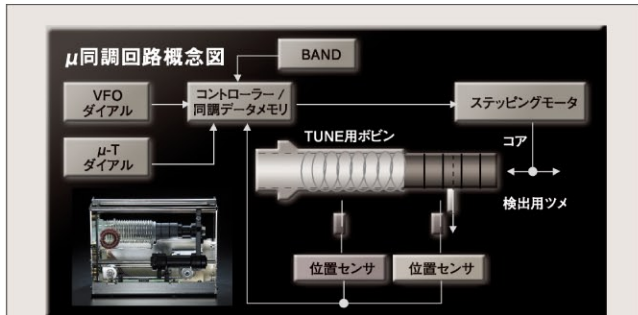 μ同調回路概念図
BAND
VFO
ダイアル
コントローラー /
同調データメモリ
ステッピングモータ
μ-T
ダイアル
TUNE用ボビン
コア
検出用ツメ
位置センサ
位置センサ